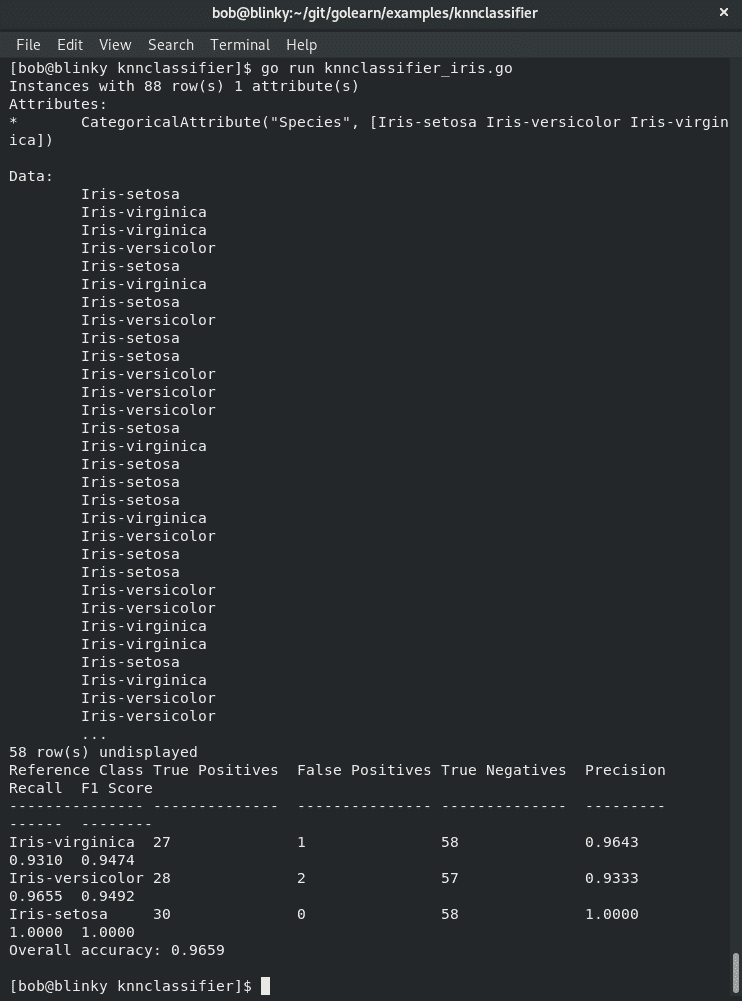 bob@blinky:~/git/golearn/examples/knnclassifier ×
File Edit View Search Terminal Help
[bob@blinky knnclassifier]$ go run knnclassifier_iris.go
Instances with 88 row(s) 1 attribute(s)
Attributes:
*       CategoricalAttribute("Species", [Iris-setosa Iris-versicolor Iris-virgin
ica])
Data:
        Iris-setosa
        Iris-virginica
        Iris-virginica
        Iris-versicolor
        Iris-setosa
        Iris-virginica
        Iris-setosa
        Iris-versicolor
        Iris-setosa
        Iris-setosa
        Iris-versicolor
        Iris-versicolor
        Iris-versicolor
        Iris-setosa
        Iris-virginica
        Iris-setosa
        Iris-setosa
        Iris-setosa
        Iris-virginica
        Iris-versicolor
        Iris-setosa
        Iris-setosa
        Iris-versicolor
        Iris-versicolor
        Iris-virginica
        Iris-virginica
        Iris-setosa
        Iris-virginica
        Iris-versicolor
        Iris-versicolor
        ...
58 row(s) undisplayed
Reference Class True Positives  False Positives True Negatives  Precision
Recall  F1 Score
--------------- --------------  --------------- --------------  ---------
------  --------
Iris-virginica  27              1               58              0.9643
0.9310  0.9474
Iris-versicolor 28              2               57              0.9333
0.9655  0.9492
Iris-setosa     30              0               58              1.0000
1.0000  1.0000
Overall accuracy: 0.9659
[bob@blinky knnclassifier]$